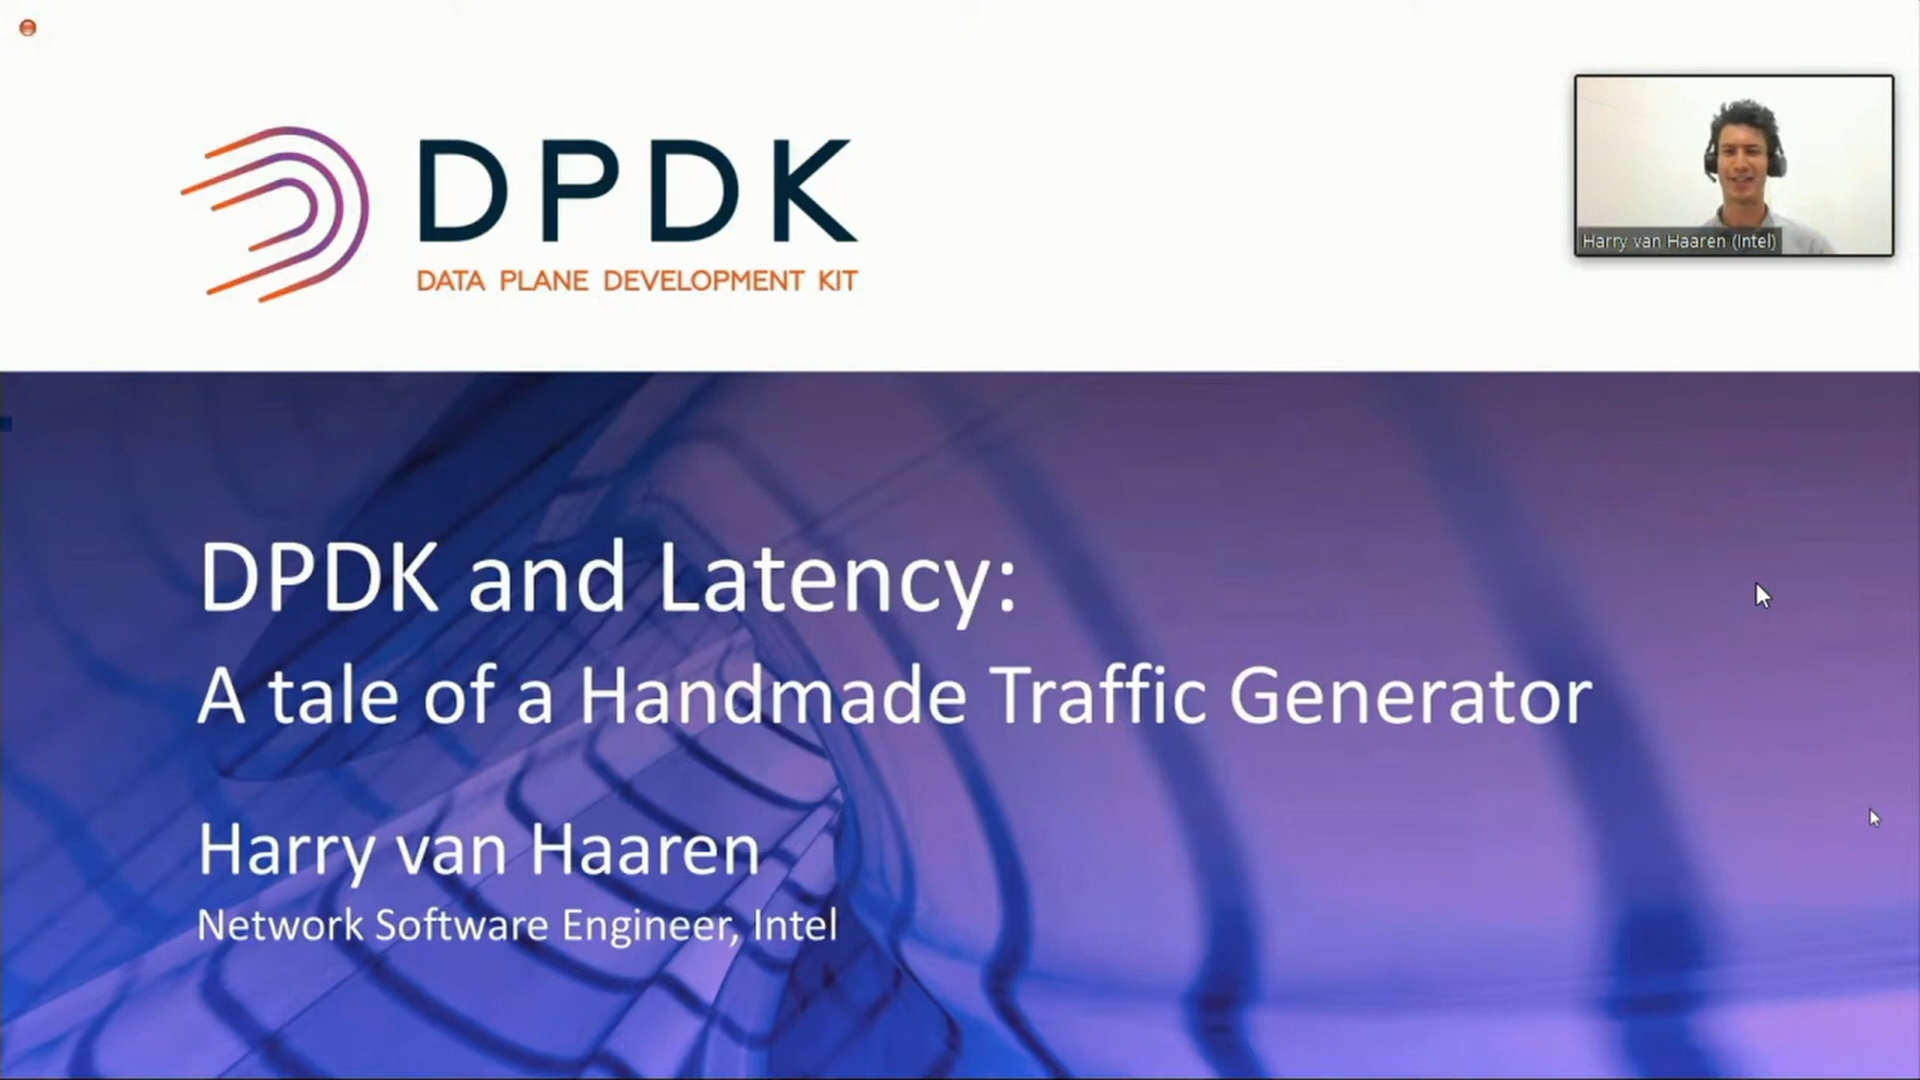 DPDK
DATA PLANE DEVELOPMENT KIT
Harry van Haaren (Intel)
DPDK and Latency:
A tale of a Handmade Traffic Generator
Harry van Haaren
Network Software Engineer, Intel